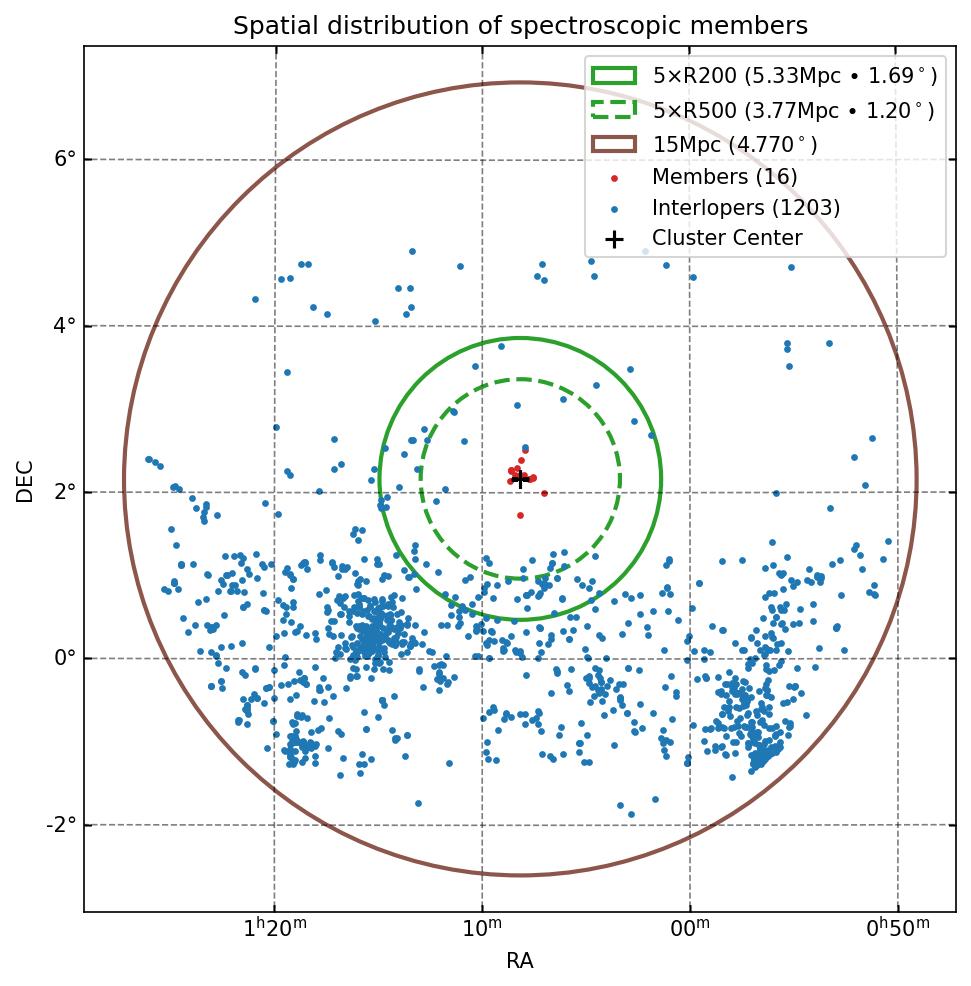 Spatial distribution of spectroscopic members
5×R200 (5.33Mpc • 1.69°)
5×R500 (3.77Mpc • 1.20°)
15Mpc (4.770°)
Members (16)
Interlopers (1203)
Cluster Center
6°
4°
2°
0°
-2°
DEC
1ʰ20ᵐ 10ᵐ 00ᵐ 0ʰ50ᵐ
RA